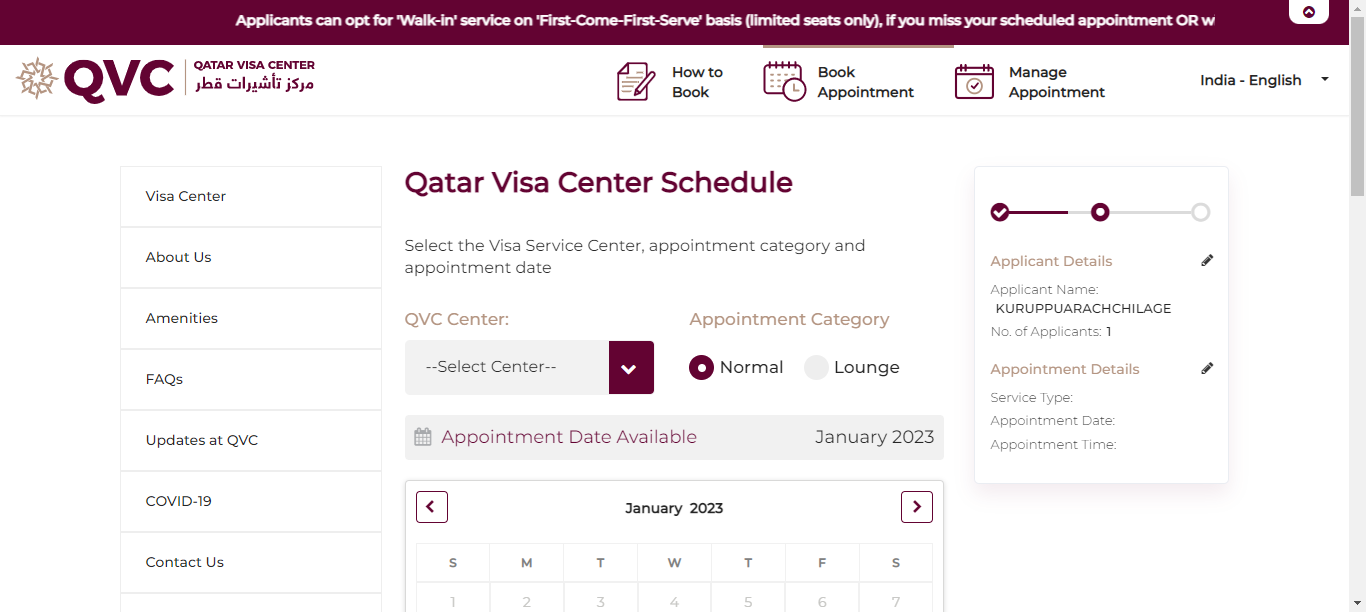 Applicants can opt for 'Walk-in' service on 'First-Come-First-Serve' basis (limited seats only), if you miss your scheduled appointment OR w
QVC
QATAR VISA CENTER
مركز تأشيرات قطر
How to
Book
Book
Appointment
Manage
Appointment
India - English
Visa Center
About Us
Amenities
FAQs
Updates at QVC
COVID-19
Contact Us
Qatar Visa Center Schedule
Select the Visa Service Center, appointment category and
appointment date
QVC Center:
--Select Center--
Appointment Category
Normal
Lounge
Appointment Date Available
January 2023
January 2023
S M T W T F S
1 2 3 4 5 6 7
Applicant Details
Applicant Name:
KURUPPUARACHCHILAGE
No. of Applicants: 1
Appointment Details
Service Type:
Appointment Date:
Appointment Time: